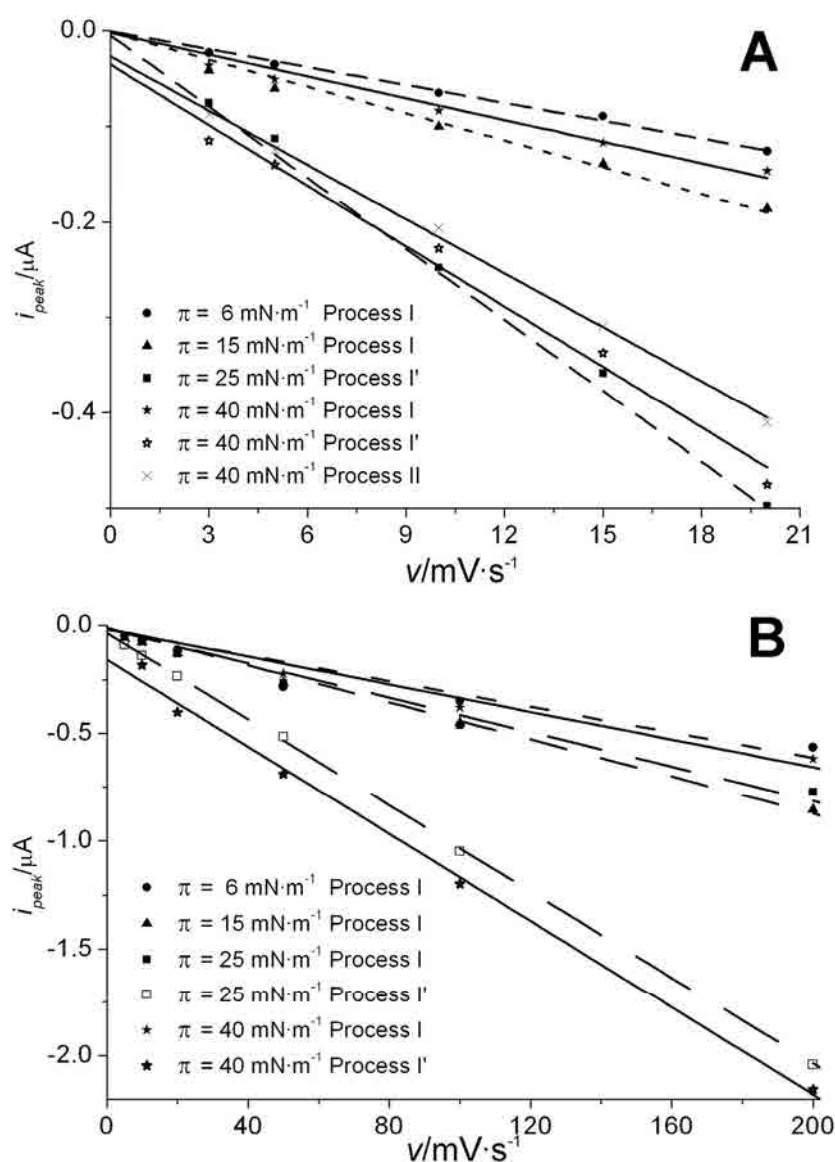 A
0.0
-0.2
-0.4
i_peak/μA
π = 6 mN·m⁻¹ Process I
π = 15 mN·m⁻¹ Process I
π = 25 mN·m⁻¹ Process I'
π = 40 mN·m⁻¹ Process I
π = 40 mN·m⁻¹ Process I'
π = 40 mN·m⁻¹ Process II
0 3 6 9 12 15 18 21
v/mV·s⁻¹
B
0.0
-0.5
-1.0
-1.5
-2.0
i_peak/μA
π = 6 mN·m⁻¹ Process I
π = 15 mN·m⁻¹ Process I
π = 25 mN·m⁻¹ Process I
π = 25 mN·m⁻¹ Process I'
π = 40 mN·m⁻¹ Process I
π = 40 mN·m⁻¹ Process I'
0 40 80 120 160 200
v/mV·s⁻¹